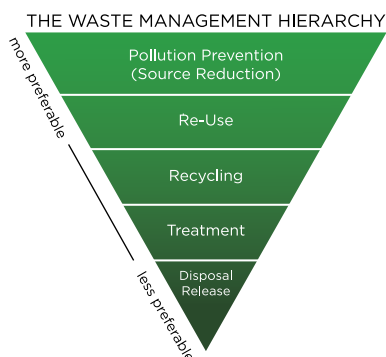 THE WASTE MANAGEMENT HIERARCHY
more preferable
Pollution Prevention
(Source Reduction)
Re-Use
Recycling
Treatment
Disposal
Release
less preferable